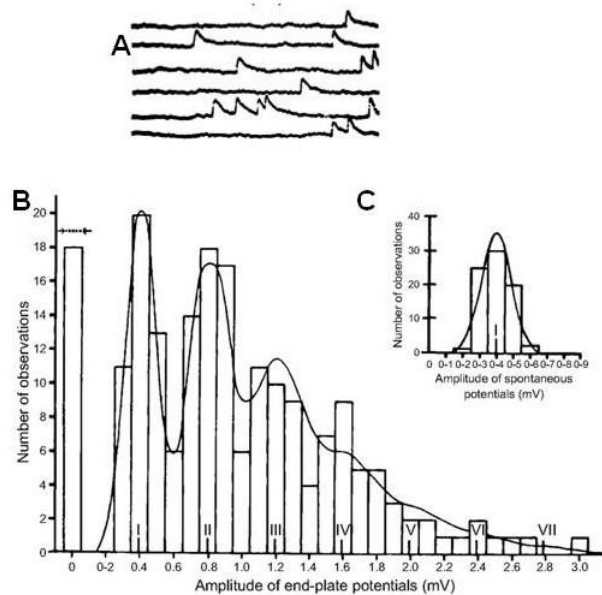 A
B
C
Number of observations
20
18
16
14
12
10
8
6
4
2
0
I
II
III
IV
V
VI
VII
0 0-2 0.4 0.6 0.8 1.0 1.2 1.4 1.6 1.8 2.0 2.2 2.4 2.6 2.8 3.0
Amplitude of end-plate potentials (mV)
Number of observations
40
30
20
10
0
I
0 0-1 0-2 0-3 0-4 0-5 0-6 0-7 0-8 0-9
Amplitude of spontaneous
potentials (mV)